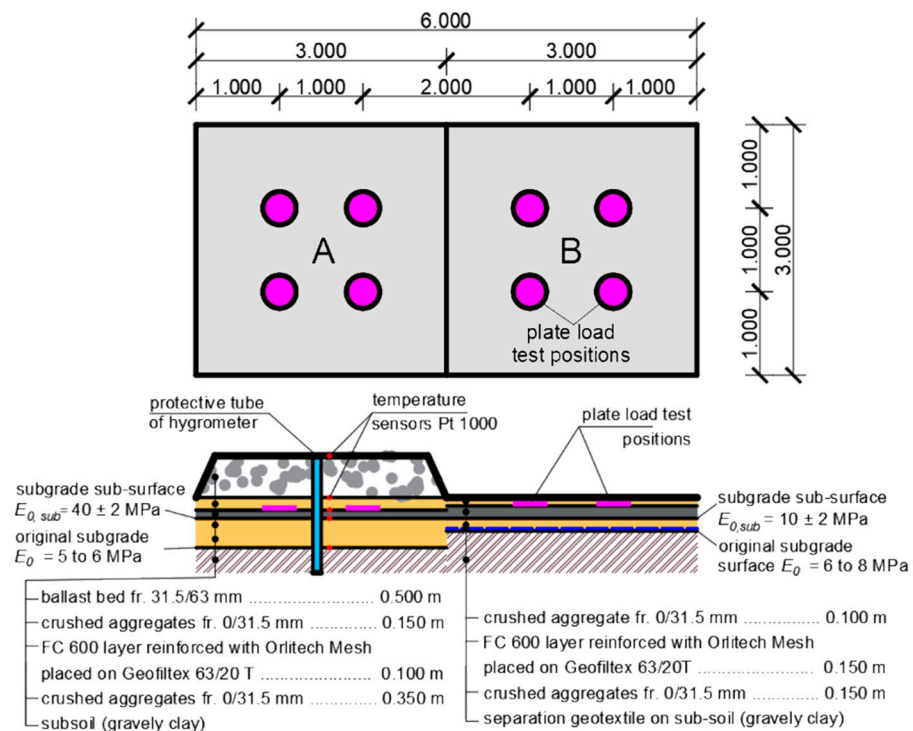 6.000
3.000 3.000
1.000 1.000 2.000 1.000 1.000
A B
1.000
1.000
1.000
3.000
plate load
test positions
protective tube
of hygrometer
temperature
sensors Pt 1000
plate load test
positions
subgrade sub-surface
E0, sub= 40 ± 2 MPa
original subgrade
E0 = 5 to 6 MPa
subgrade sub-surface
E0,sub= 10 ± 2 MPa
original subgrade
surface E0 = 6 to 8 MPa
ballast bed fr. 31.5/63 mm ..................... 0.500 m
crushed aggregates fr. 0/31.5 mm ............ 0.150 m
FC 600 layer reinforced with Orlitech Mesh
placed on Geofiltex 63/20 T ................... 0.100 m
crushed aggregates fr. 0/31.5 mm ............ 0.350 m
subsoil (gravely clay)
crushed aggregate fr. 0/31.5 mm ............ 0.100 m
FC 600 layer reinforced with Orlitech Mesh
placed on Geofiltex 63/20T ..................... 0.150 m
crushed aggregates fr. 0/31.5 mm ........... 0.150 m
separation geotextile on sub-soil (gravely clay)